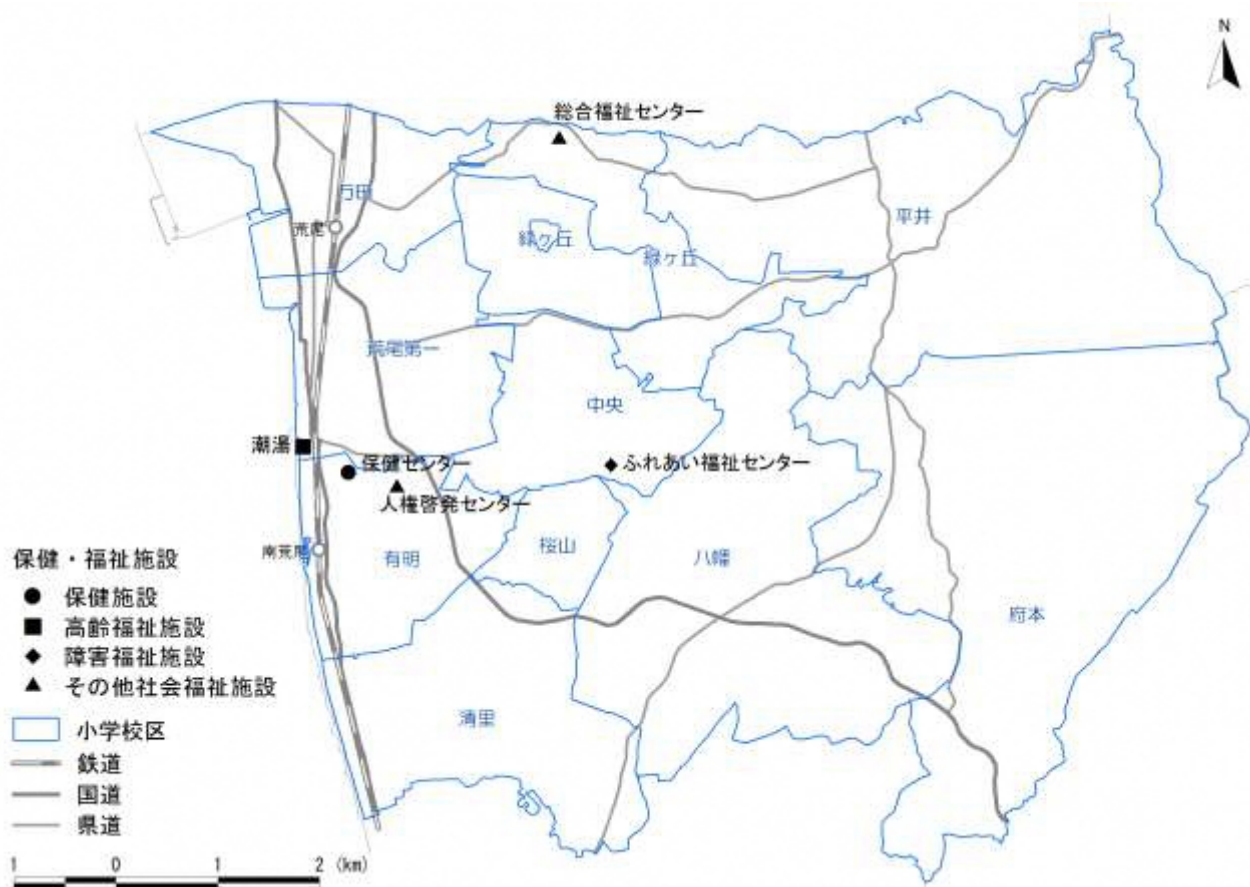 N
総合福祉センター
万田
荒尾
平井
緑ヶ丘
緑ヶ丘
荒尾第一
中央
潮湯
保健センター
ふれあい福祉センター
人権啓発センター
南荒尾
有明
桜山
八幡
府本
清里
保健・福祉施設
保健施設
高齢福祉施設
障害福祉施設
その他社会福祉施設
小学校区
鉄道
国道
県道
1 0 1 2 (km)